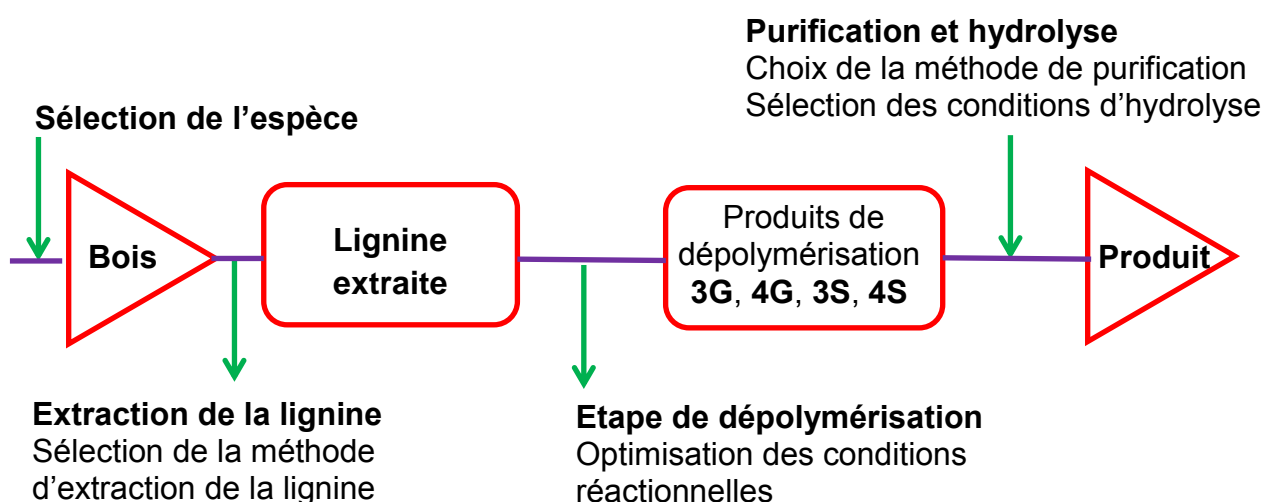 Purification et hydrolyse
Choix de la méthode de purification
Sélection des conditions d’hydrolyse
Sélection de l’espèce
Bois
Lignine
extraite
Produits de
dépolymérisation
3G, 4G, 3S, 4S
Produit
Extraction de la lignine
Sélection de la méthode
d’extraction de la lignine
Etape de dépolymérisation
Optimisation des conditions
réactionnelles